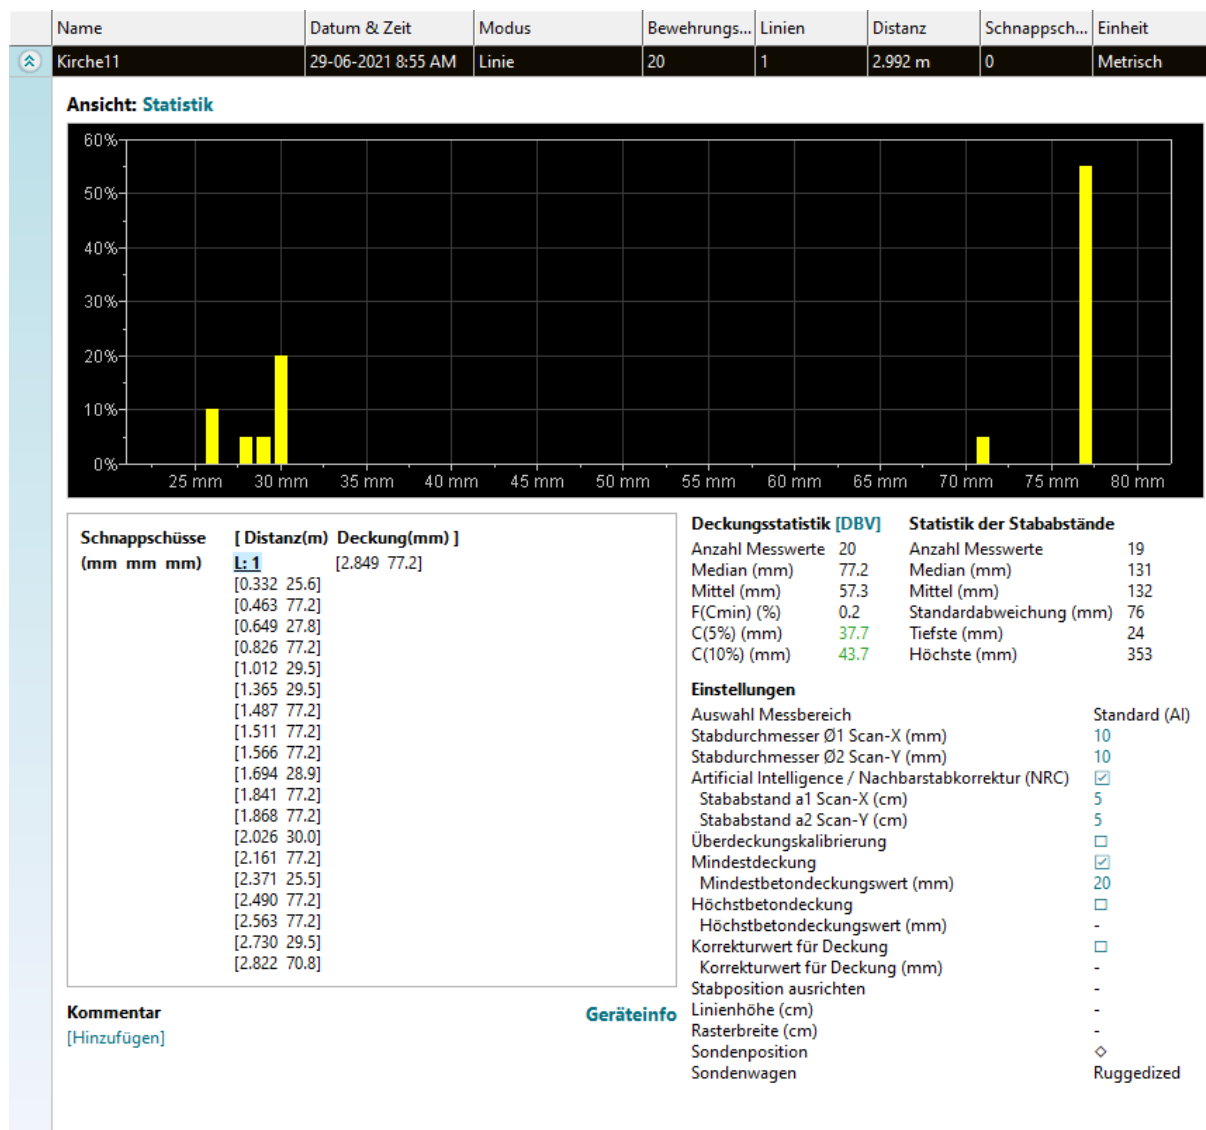 Name Datum & Zeit Modus Bewehrungs... Linien Distanz Schnappsch... Einheit
Kirche11 29-06-2021 8:55 AM Linie 20 1 2.992 m 0 Metrisch
Ansicht: Statistik
60%
50%
40%
30%
20%
10%
0%
25 mm 30 mm 35 mm 40 mm 45 mm 50 mm 55 mm 60 mm 65 mm 70 mm 75 mm 80 mm
Schnappschüsse [ Distanz(m) Deckung(mm) ]
(mm mm mm) L: 1 [2.849 77.2]
[0.332 25.6]
[0.463 77.2]
[0.649 27.8]
[0.826 77.2]
[1.012 29.5]
[1.365 29.5]
[1.487 77.2]
[1.511 77.2]
[1.566 77.2]
[1.694 28.9]
[1.841 77.2]
[1.868 77.2]
[2.026 30.0]
[2.161 77.2]
[2.371 25.5]
[2.490 77.2]
[2.563 77.2]
[2.730 29.5]
[2.822 70.8]
Kommentar
[Hinzufügen]
Geräteinfo
Deckungsstatistik [DBV]
Anzahl Messwerte 20
Median (mm) 77.2
Mittel (mm) 57.3
F(Cmin) (%) 0.2
C(5%) (mm) 37.7
C(10%) (mm) 43.7
Statistik der Stababstände
Anzahl Messwerte 19
Median (mm) 131
Mittel (mm) 132
Standardabweichung (mm) 76
Tiefste (mm) 24
Höchste (mm) 353
Einstellungen
Auswahl Messbereich Standard (AI)
Stabdurchmesser Ø1 Scan-X (mm) 10
Stabdurchmesser Ø2 Scan-Y (mm) 10
Artificial Intelligence / Nachbarstabkorrektur (NRC)
Stababstand a1 Scan-X (cm) 5
Stababstand a2 Scan-Y (cm) 5
Überdeckungskalibrierung
Mindestdeckung
Mindestbetondeckungswert (mm) 20
Höchstbetondeckung
Höchstbetondeckungswert (mm) -
Korrekturwert für Deckung
Korrekturwert für Deckung (mm) -
Stabposition ausrichten -
Linienhöhe (cm) -
Rasterbreite (cm) -
Sondenposition
Sondenwagen Ruggedized